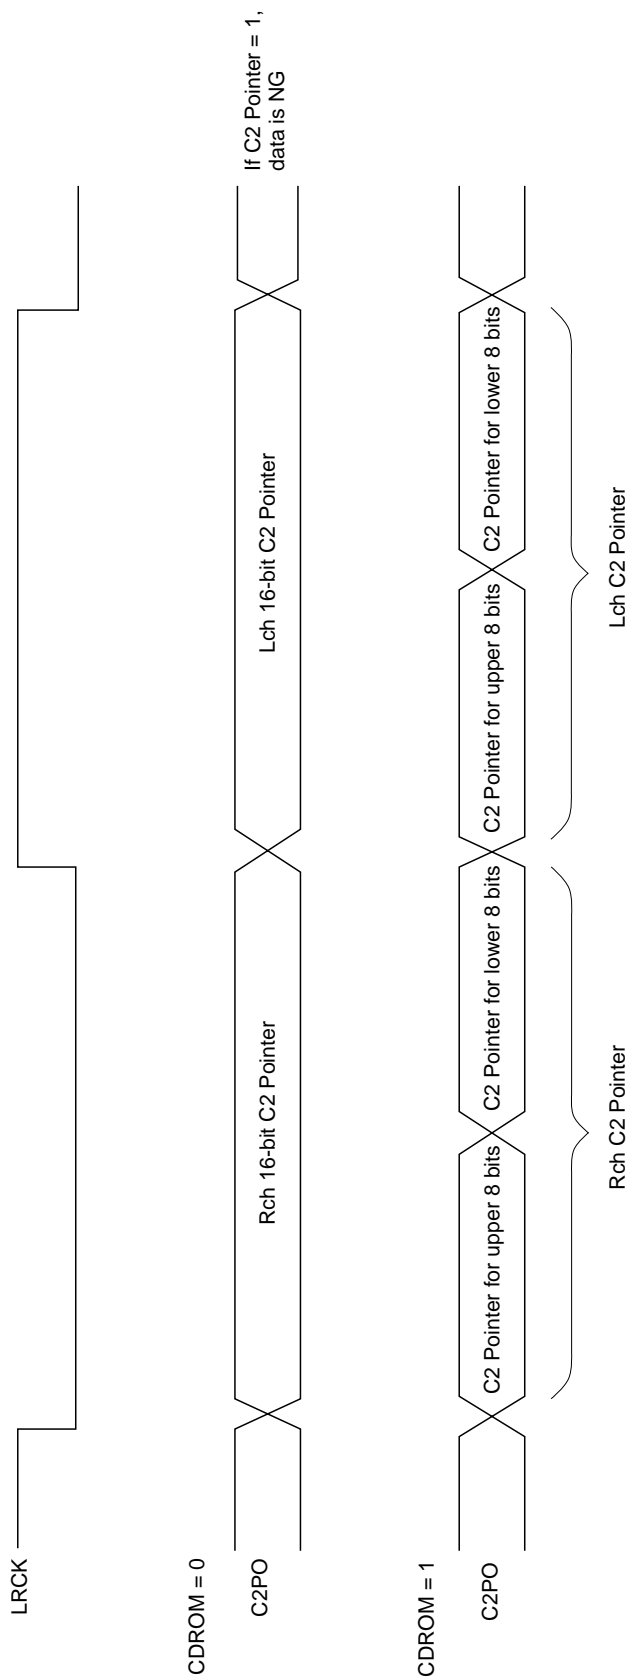 LRCK
CDROM = 0
C2PO
Rch 16-bit C2 Pointer
Lch 16-bit C2 Pointer
If C2 Pointer = 1,
data is NG
CDROM = 1
C2PO
C2 Pointer for upper 8 bits
C2 Pointer for lower 8 bits
C2 Pointer for upper 8 bits
C2 Pointer for lower 8 bits
Rch C2 Pointer
Lch C2 Pointer